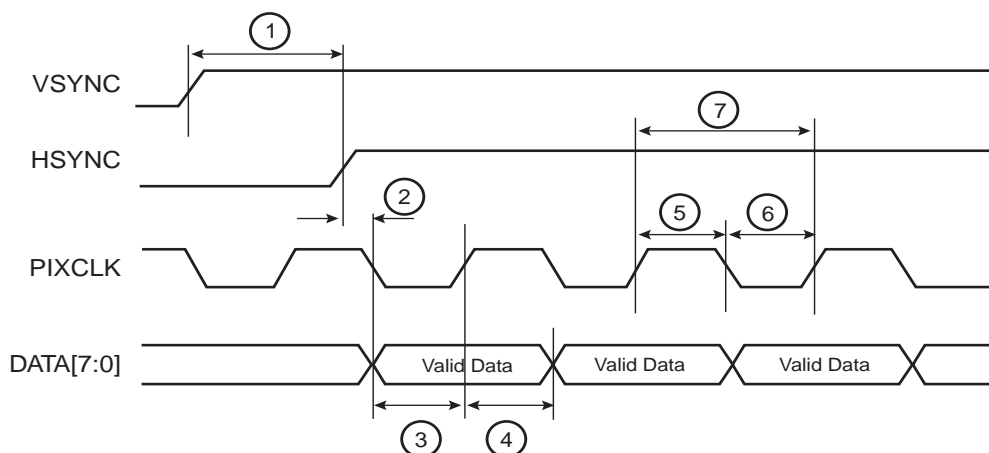 1
VSYNC
7
HSYNC
2
5
6
PIXCLK
DATA[7:0]
Valid Data
Valid Data
Valid Data
3
4